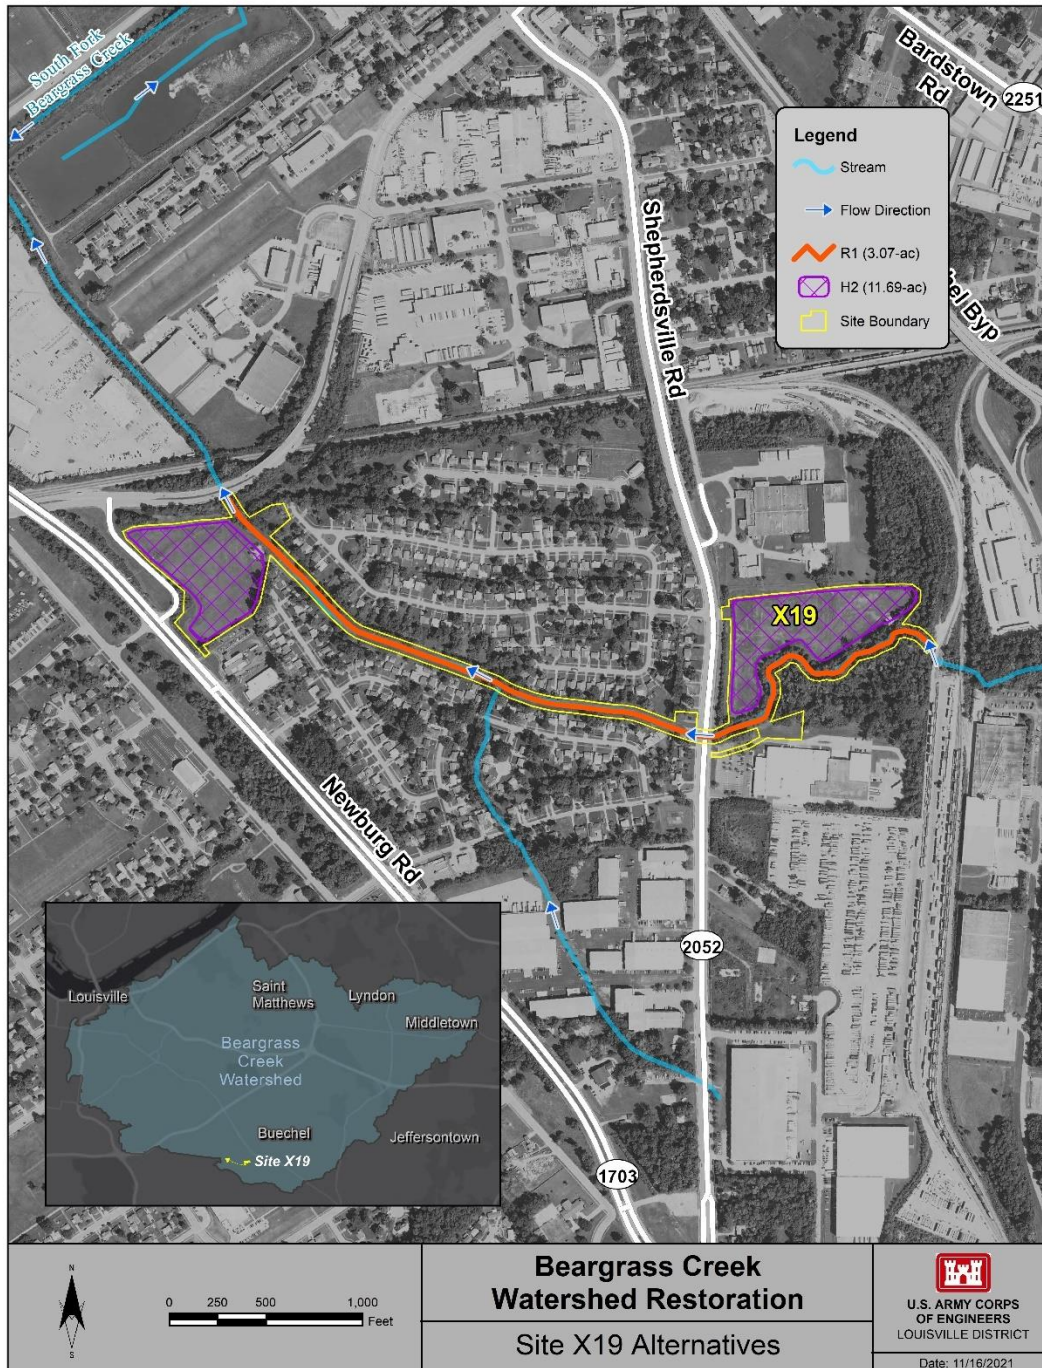 South Fork
Beargrass Creek
Bardstown
Rd
2251
Legend
Stream
Flow Direction
R1 (3.07-ac)
H2 (11.69-ac)
Site Boundary
Byp
Shepherdsville Rd
X19
Newburg Rd
2052
1703
Louisville
Saint
Matthews
Lyndon
Middletown
Beargrass
Creek
Watershed
Buechel
Jeffersontown
Site X19
N
S
0 250 500 1,000
Feet
Beargrass Creek
Watershed Restoration
Site X19 Alternatives
U.S. ARMY CORPS
OF ENGINEERS
LOUISVILLE DISTRICT
Date: 11/16/2021